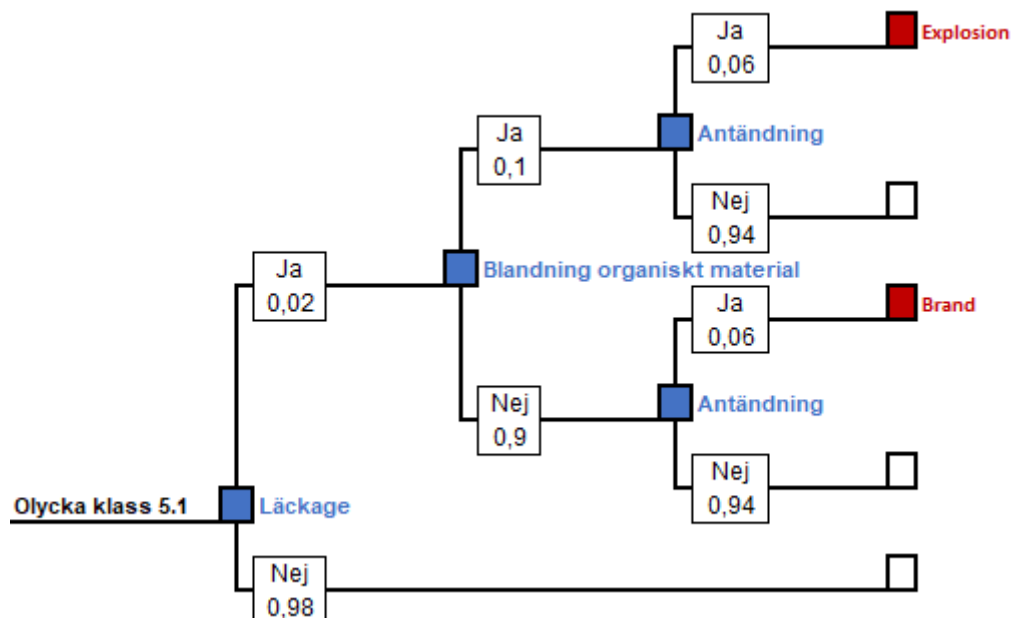 Ja
0,06
Explosion
Antändning
Ja
0,1
Nej
0,94
Ja
0,02
Blandning organiskt material
Ja
0,06
Brand
Nej
0,9
Antändning
Nej
0,94
Olycka klass 5.1
Läckage
Nej
0,98